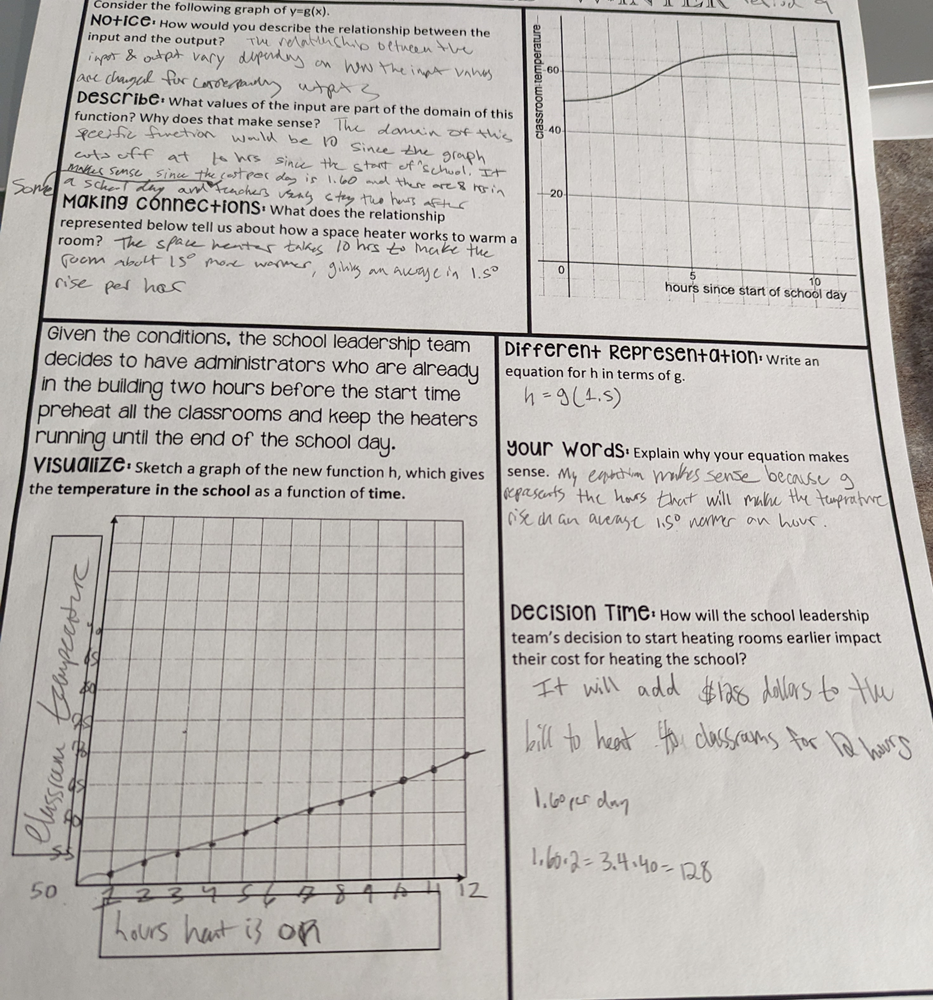 Consider the following graph of y=g(x).
Notice: How would you describe the relationship between the
input and the output? The relationship between the
input & output vary depending on how the input values
are changed for corresponding outputs
Describe: What values of the input are part of the domain of this
function? Why does that make sense? The domain of this
specific function would be 10 since the graph
cuts off at 10 hrs since the start of school. It
makes sense since the cost per day is 1.60 and there are 8 hrs in
Some
a school day and teachers usually stay two hours after
Making Connections: What does the relationship
represented below tell us about how a space heater works to warm a
room? The space heater takes 10 hrs to make the
room about 15° more warmer, giving an average in 1.5°
rise per hour
classroom temperature
60
40
20
0
5
10
hours since start of school day
Given the conditions, the school leadership team
decides to have administrators who are already
in the building two hours before the start time
preheat all the classrooms and keep the heaters
running until the end of the school day.
Visualize: Sketch a graph of the new function h, which gives
the temperature in the school as a function of time.
Classroom temperature
55
50
1 2 3 4 5 6 7 8 9 10 11 12
hours heat is on
Different Representation: Write an
equation for h in terms of g.
h = g(1.5)
Your Words: Explain why your equation makes
sense. My equation makes sense because g
represents the hours that will make the temprature
rise on an average 1.5° warmer an hour.
Decision Time: How will the school leadership
team's decision to start heating rooms earlier impact
their cost for heating the school?
It will add $128 dollars to the
bill to heat 40 classrooms for 12 hours
1.60 per day
1.60·2 = 3.4·40 = 128